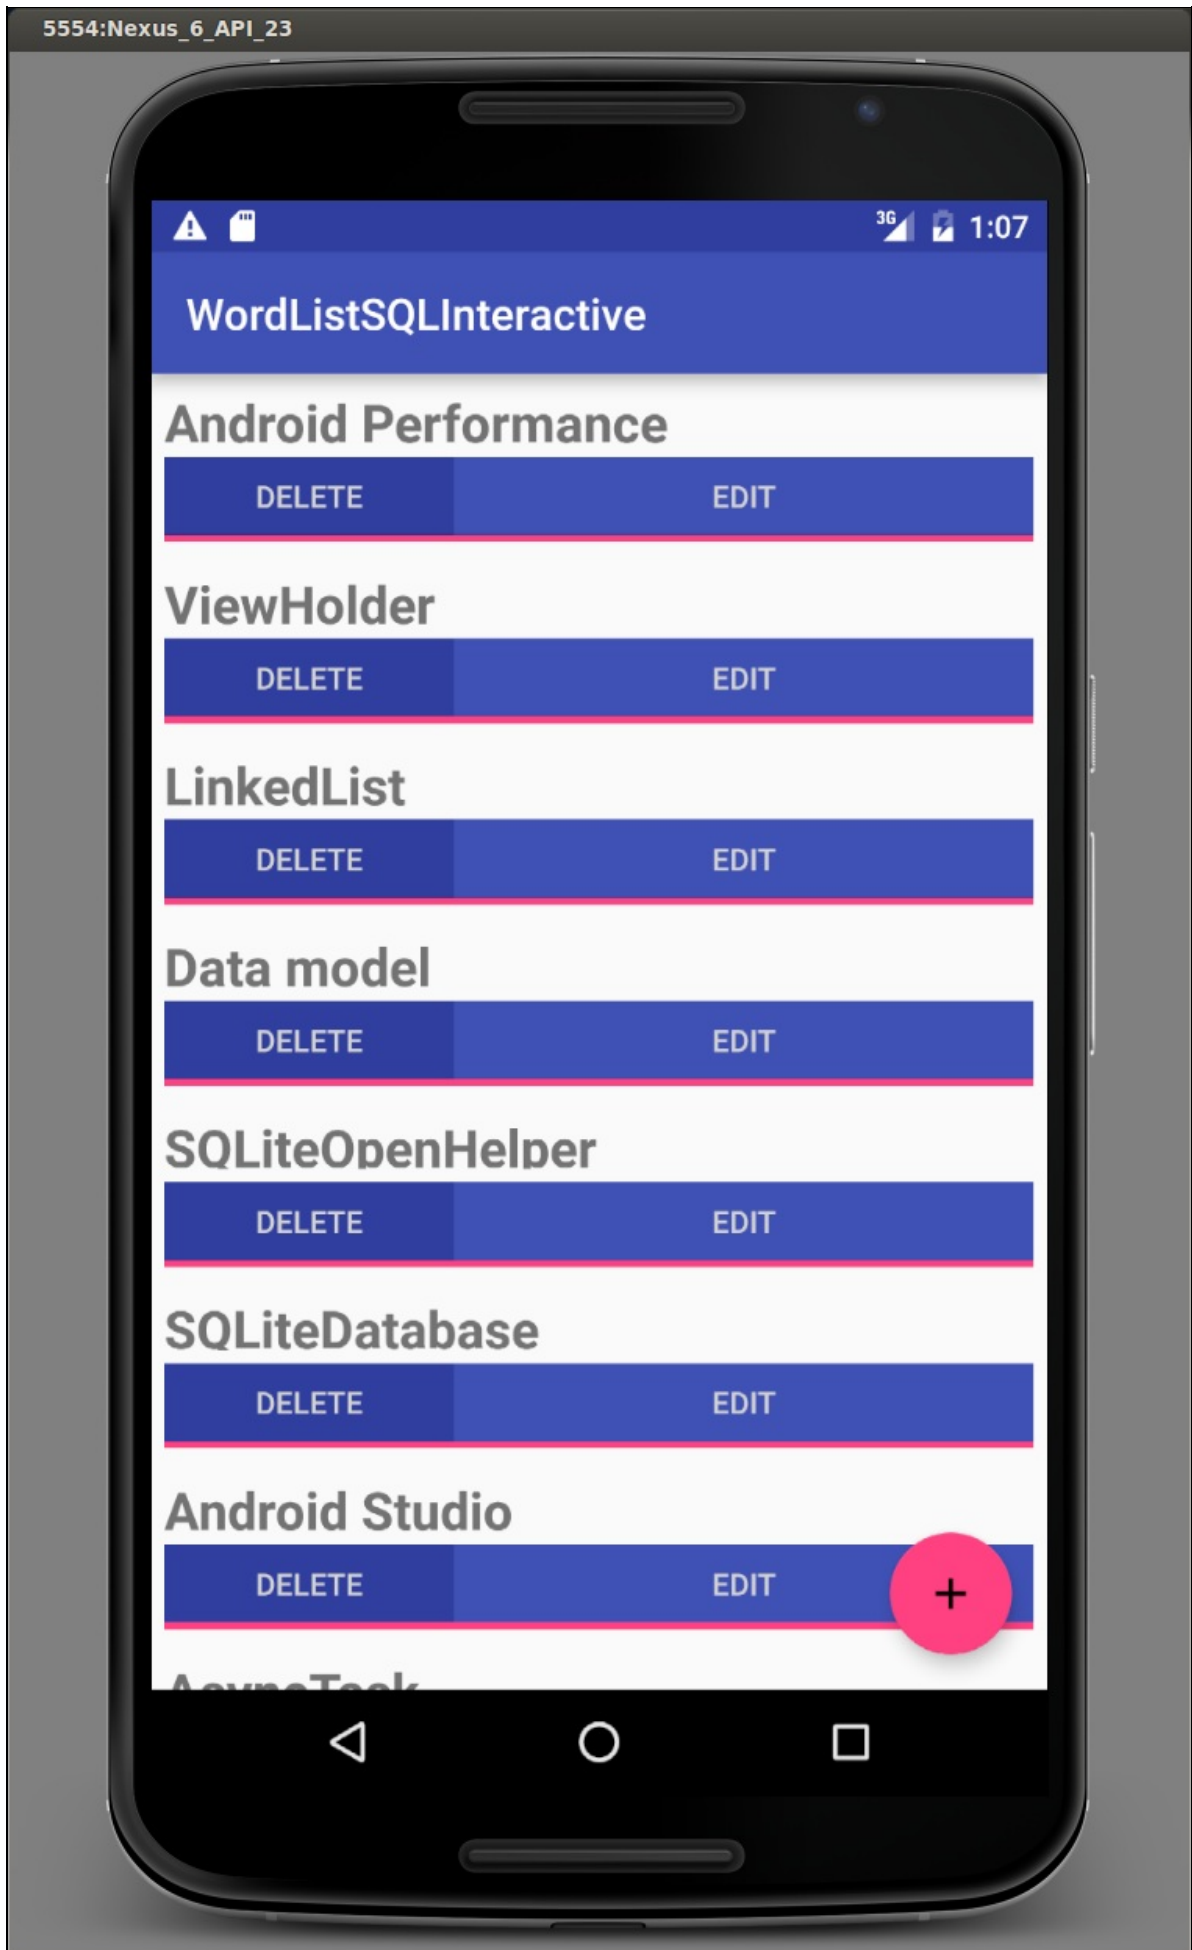 5554:Nexus_6_API_23
3G 1:07
WordListSQLInteractive
Android Performance
DELETE EDIT
ViewHolder
DELETE EDIT
LinkedList
DELETE EDIT
Data model
DELETE EDIT
SQLiteOpenHelper
DELETE EDIT
SQLiteDatabase
DELETE EDIT
Android Studio
DELETE EDIT
+
AsyncTask